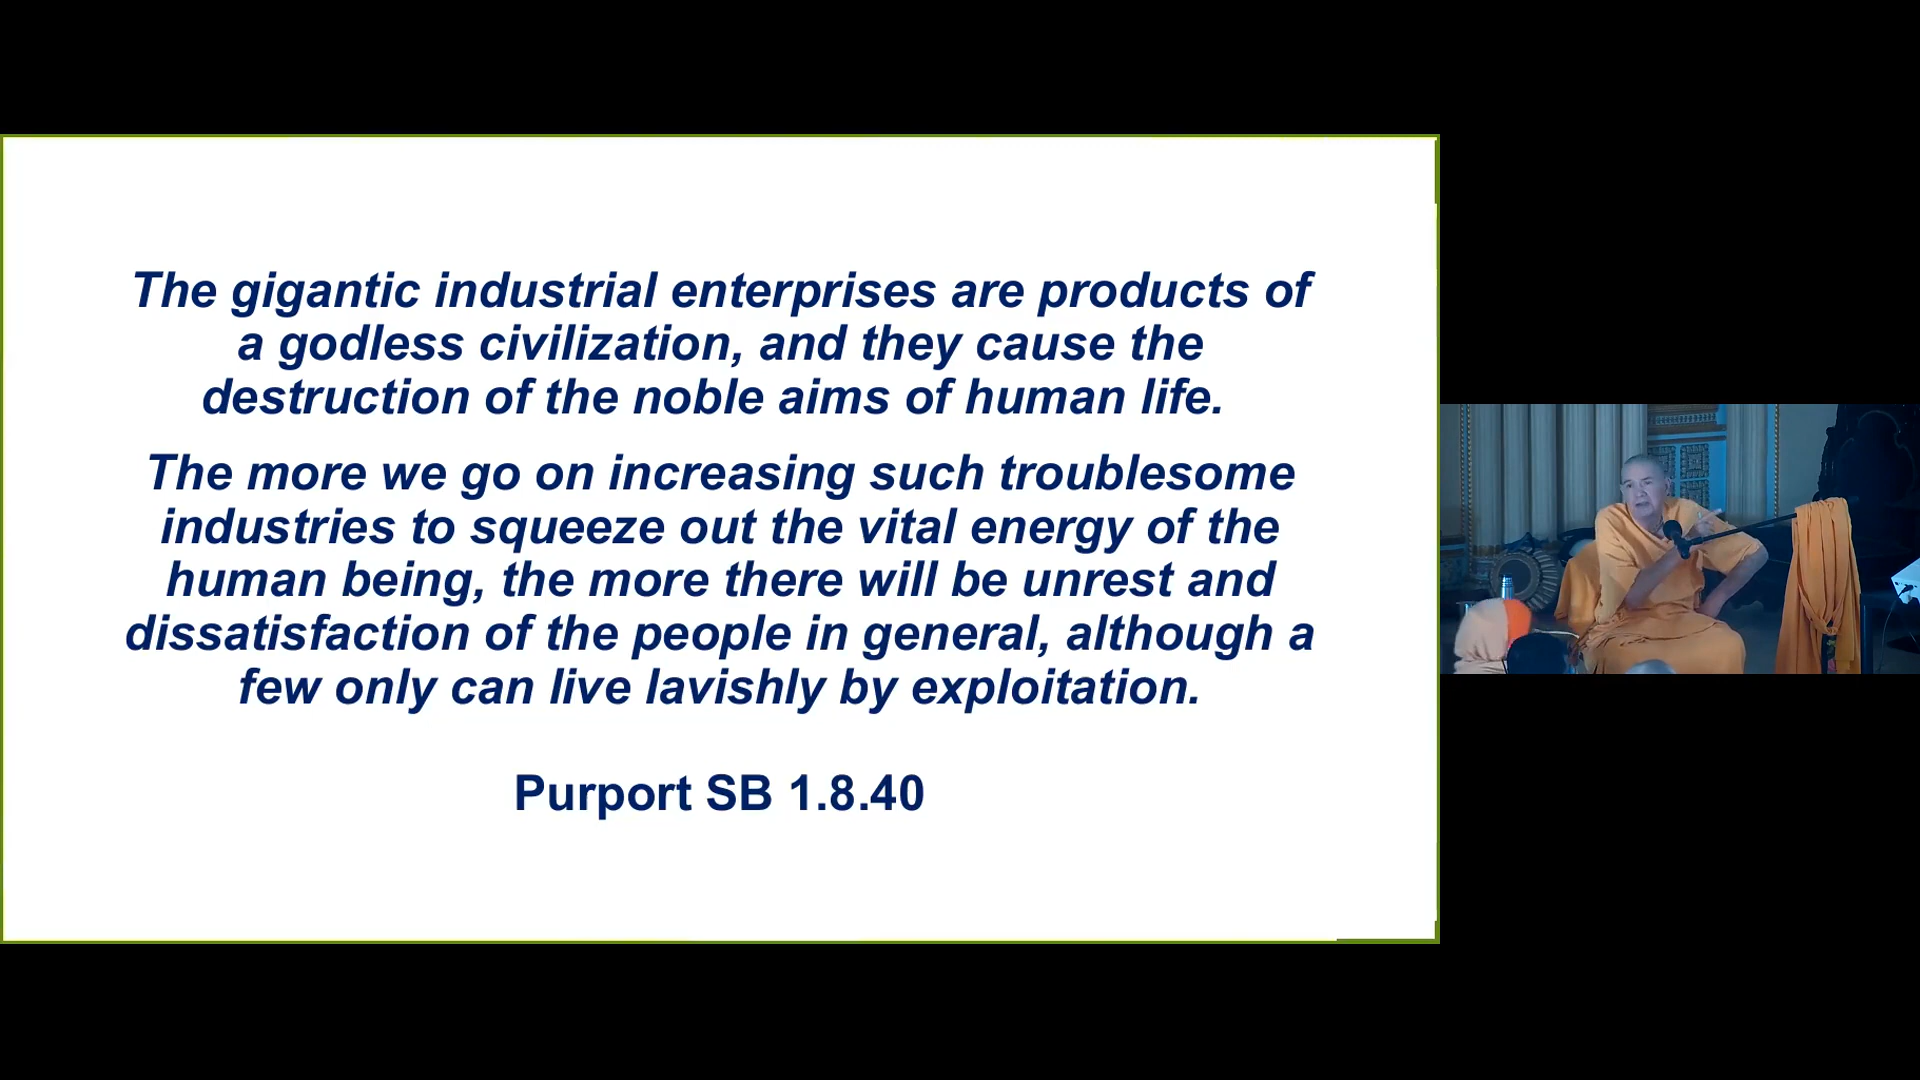 The gigantic industrial enterprises are products of
a godless civilization, and they cause the
destruction of the noble aims of human life.
The more we go on increasing such troublesome
industries to squeeze out the vital energy of the
human being, the more there will be unrest and
dissatisfaction of the people in general, although a
few only can live lavishly by exploitation.
Purport SB 1.8.40